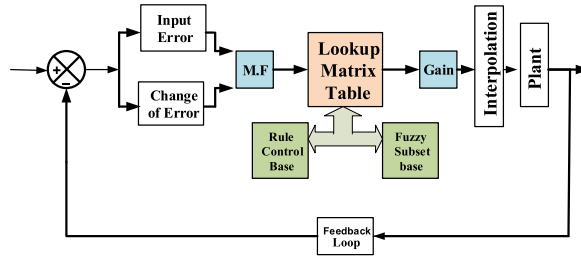 Input
Error
Change
of Error
M.F
Lookup
Matrix
Table
Gain
Interpolation
Plant
Rule
Control
Base
Fuzzy
Subset
base
Feedback
Loop
+
−